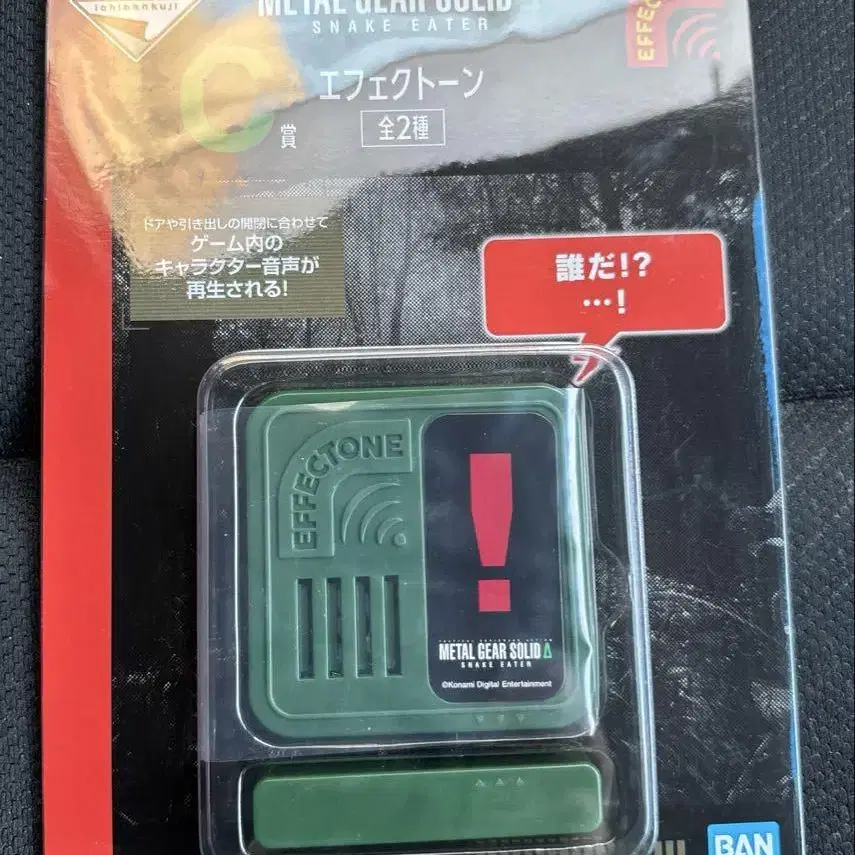 ichibankuji
METAL GEAR SOLID
SNAKE EATER
C賞
エフェクトーン
全2種
ドアや引き出しの開閉に合わせて
ゲーム内の
キャラクター音声が
再生される!
誰だ!?
…!
EFFECTONE
!
METAL GEAR SOLID Δ
SNAKE EATER
©Konami Digital Entertainment
BAN